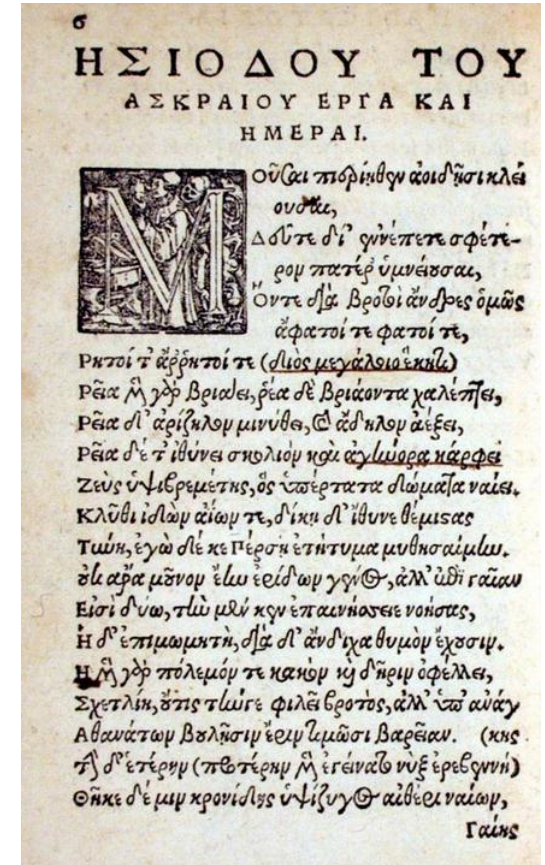 6
ΗΣΙΟΔΟΥ ΤΟΥ
ΑΣΚΡΑΙΟΥ ΕΡΓΑ ΚΑΙ
ΗΜΕΡΑΙ.
Μοῦσαι πιερίηθεν ἀοιδῇσι κλεί
ουσαι,
Δεῦτε δί' ἐννέπετε σφέτε-
ρον πατέρ' ὑμνείουσαι,
Ὅντε διὰ βροτοὶ ἄνδρες ὁμῶς
ἄφατοί τε φατοί τε,
Ρητοί τ' ἄρρητοί τε (διὸς μεγάλοιο ἕκητι)
Ρεῖα μὲν γὰρ βριάει, ῥέα δὲ βριάοντα χαλέπτει,
Ρεῖα δ' ἀρίζηλον μινύθει, καὶ ἄδηλον ἀέξει,
Ρεῖα δέ τ' ἰθύνει σκολιὸν καὶ ἀγήνορα κάρφει
Ζεὺς ὑψιβρεμέτης, ὃς ὑπέρτατα δώματα ναίει.
Κλῦθι ἰδὼν αἴων τε, δίκῃ δ' ἴθυνε θέμιστας
Τύνη, ἐγὼ δέ κε Πέρσῃ ἐτήτυμα μυθησαίμην.
οὐκ ἄρα μοῦνον ἔην ἐρίδων γένος, ἀλλ' ἐπὶ γαῖαν
Εἰσὶ δύω, τὴν μέν κεν ἐπαινήσειε νοήσας,
Η δ' ἐπιμωμητὴ, διὰ δ' ἄνδιχα θυμὸν ἔχουσιν.
Η μὲν γὰρ πόλεμόν τε κακὸν καὶ δῆριν ὀφέλλει,
Σχετλίη, οὔτις τήνγε φιλεῖ βροτὸς, ἀλλ' ὑπ' ἀνάγ
Αθανάτων βουλῇσιν ἔριν τιμῶσι βαρεῖαν. (κης
τὴν δ' ἑτέρην (προτέρην μὲν ἐγείνατο νὺξ ἐρεβεννή)
Θῆκε δέ μιν κρονίδης ὑψίζυγος αἰθέρι ναίων,
Γαίης